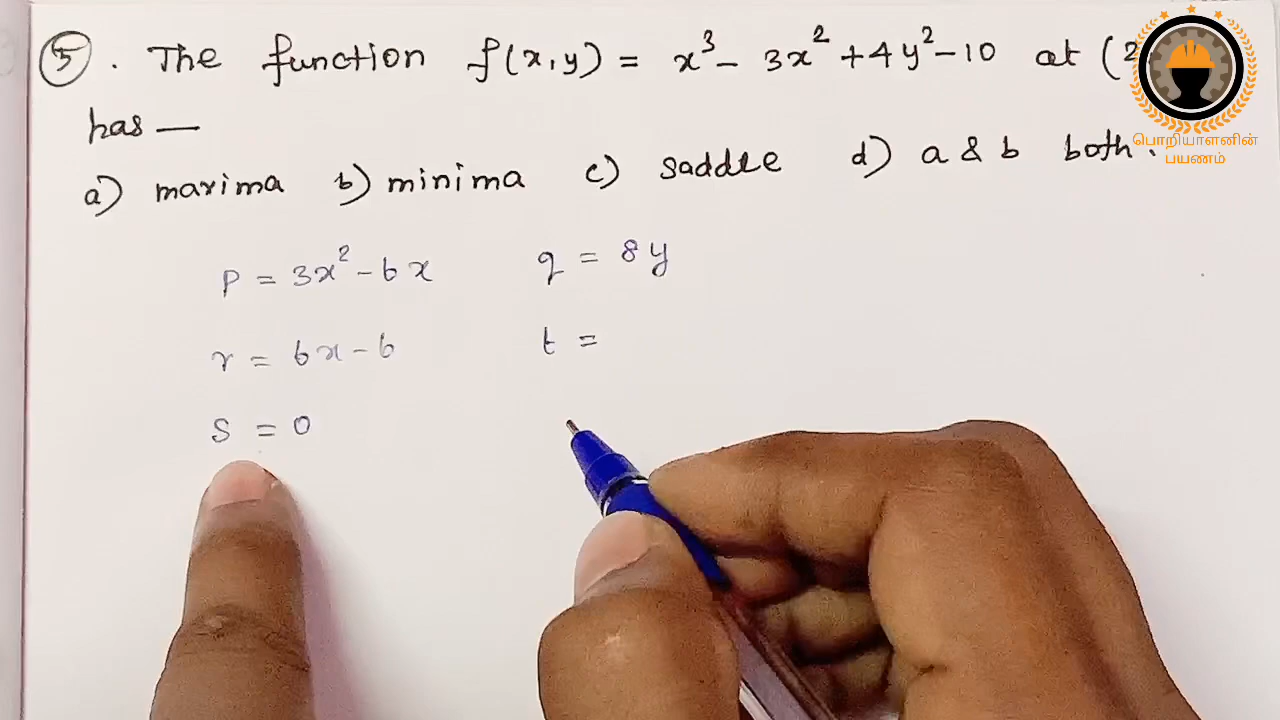 5. The function f(x,y) = x³ - 3x² + 4y² - 10 at (2,
has —
a) maxima b) minima c) saddle d) a & b both.
p = 3x² - 6x q = 8y
r = 6x - 6 t =
s = 0
பொறியாளனின்
பயணம்